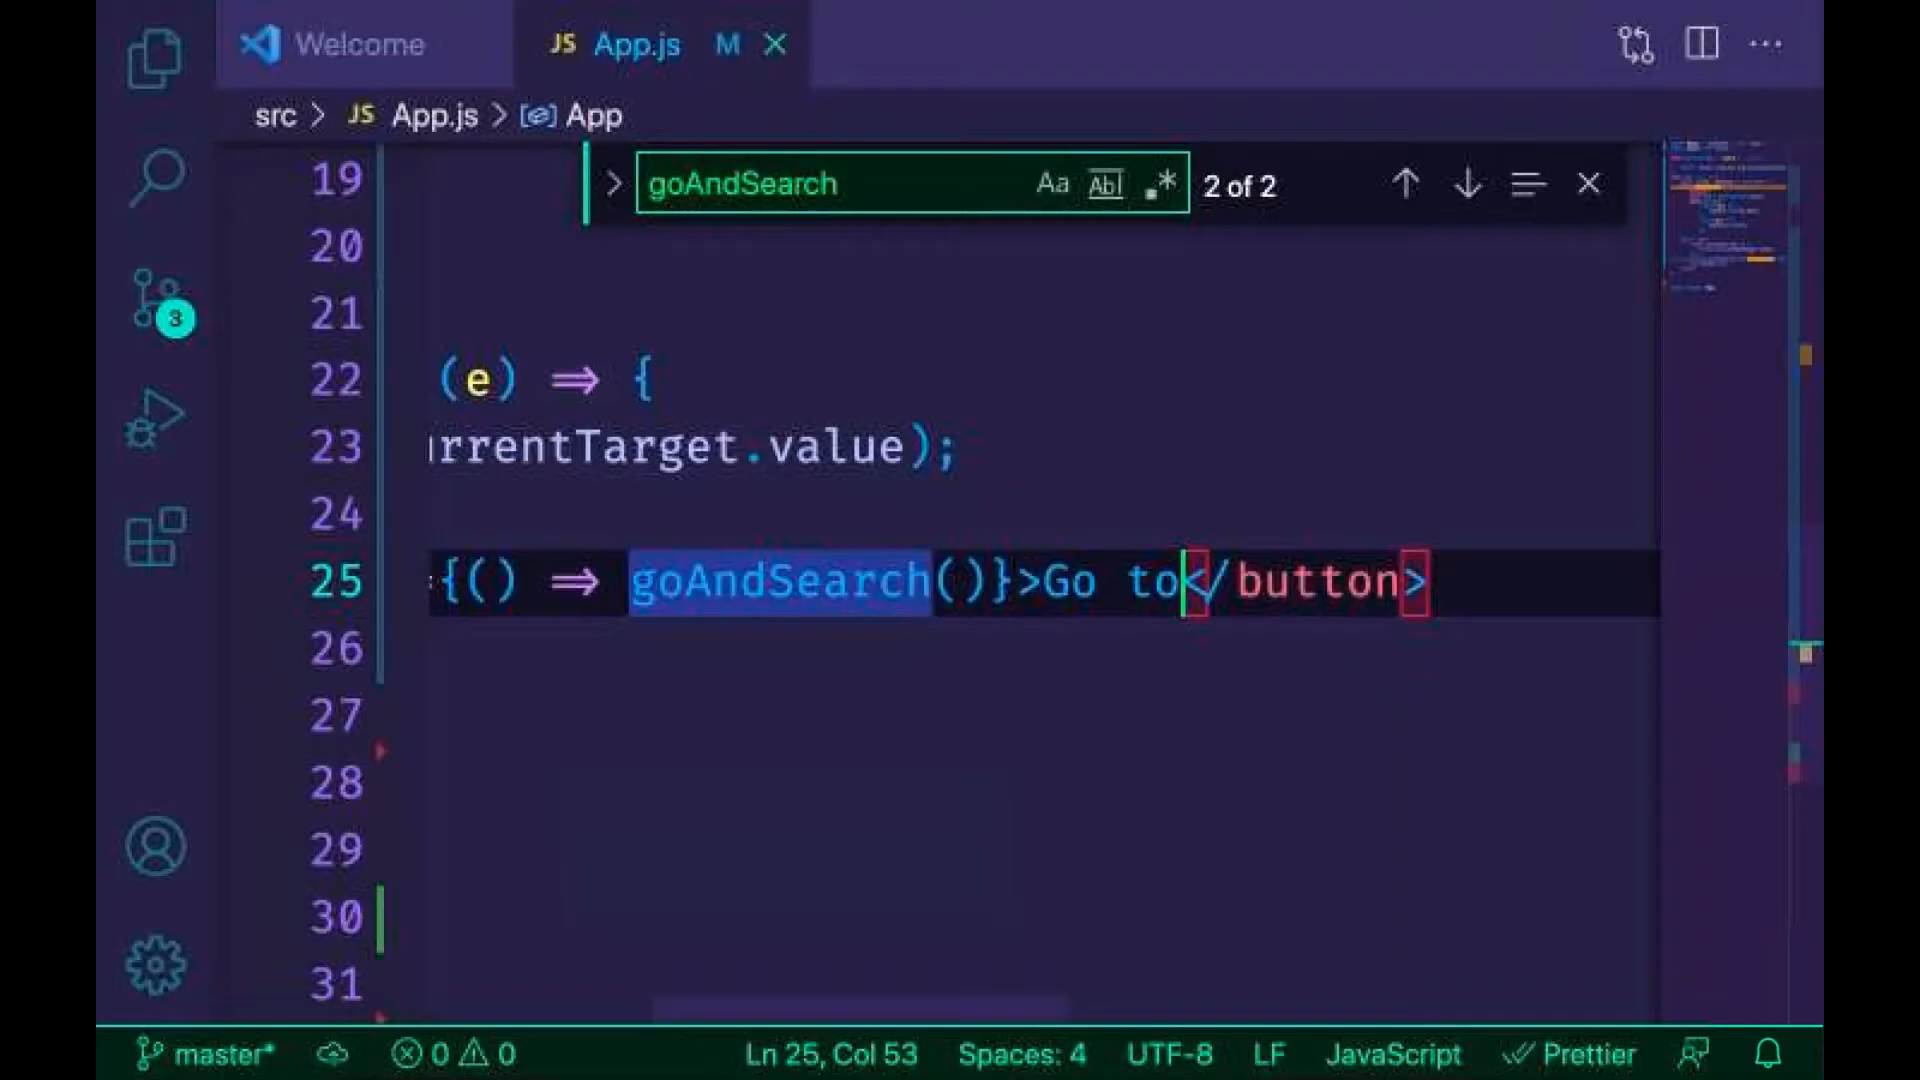 Welcome
JS App.js M
src > JS App.js > App
goAndSearch Aa Abl .* 2 of 2
19
20
21
22 (e) => {
23 rrentTarget.value);
24
25 {() => goAndSearch()}>Go to</button>
26
27
28
29
30
31
3
master* 0 0 Ln 25, Col 53 Spaces: 4 UTF-8 LF JavaScript Prettier